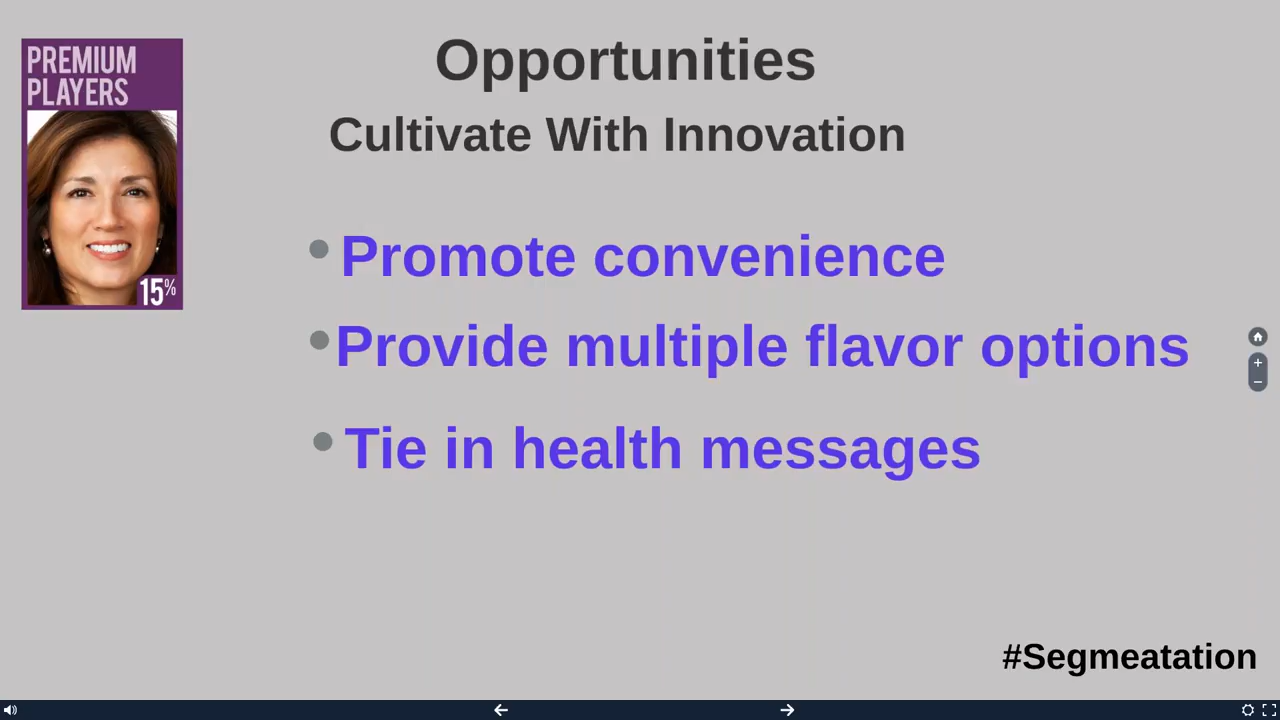 PREMIUM
PLAYERS
15%
Opportunities
Cultivate With Innovation
• Promote convenience
• Provide multiple flavor options
• Tie in health messages
#Segmeatation